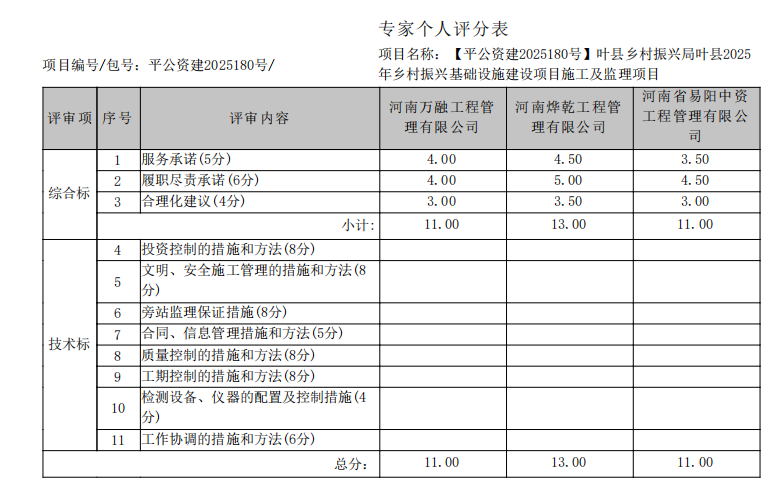 专家个人评分表
项目编号/包号: 平公资建2025180号/
项目名称: 【平公资建2025180号】叶县乡村振兴局叶县2025
年乡村振兴基础设施建设项目施工及监理项目
评审项 序号 评审内容 河南万融工程管 河南烨乾工程管 河南省易阳中资
理有限公司 理有限公司 工程管理有限公
司
综合标
1 服务承诺(5分) 4.00 4.50 3.50
2 履职尽责承诺(6分) 4.00 5.00 4.50
3 合理化建议(4分) 3.00 3.50 3.00
小计: 11.00 13.00 11.00
技术标
4 投资控制的措施和方法(8分)
5 文明、安全施工管理的措施和方法(8
分)
6 旁站监理保证措施(8分)
7 合同、信息管理措施和方法(5分)
8 质量控制的措施和方法(8分)
9 工期控制的措施和方法(8分)
10 检测设备、仪器的配置及控制措施(4
分)
11 工作协调的措施和方法(6分)
总分: 11.00 13.00 11.00